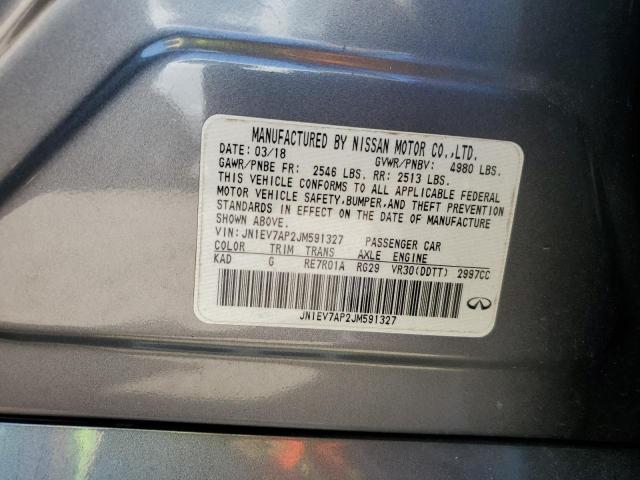 MANUFACTURED BY NISSAN MOTOR CO.,LTD.
DATE: 03/18 GVWR/PNBV: 4980 LBS.
GAWR/PNBE FR: 2546 LBS. RR: 2513 LBS.
THIS VEHICLE CONFORMS TO ALL APPLICABLE FEDERAL
MOTOR VEHICLE SAFETY,BUMPER,AND THEFT PREVENTION
STANDARDS IN EFFECT ON THE DATE OF MANUFACTURE
SHOWN ABOVE.
VIN: JN1EV7AP2JM591327 PASSENGER CAR
COLOR TRIM TRANS AXLE ENGINE
KAD G RE7R01A RG29 VR30(DDTT) 2997CC
JN1EV7AP2JM591327